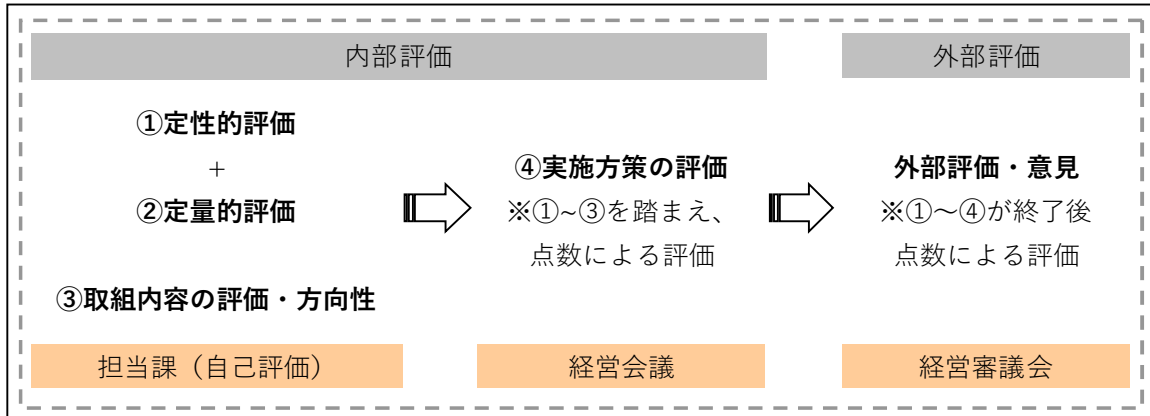 内部評価
外部評価
①定性的評価
+
②定量的評価
③取組内容の評価・方向性
④実施方策の評価
※①~③を踏まえ、
点数による評価
外部評価・意見
※①～④が終了後
点数による評価
担当課（自己評価）
経営会議
経営審議会